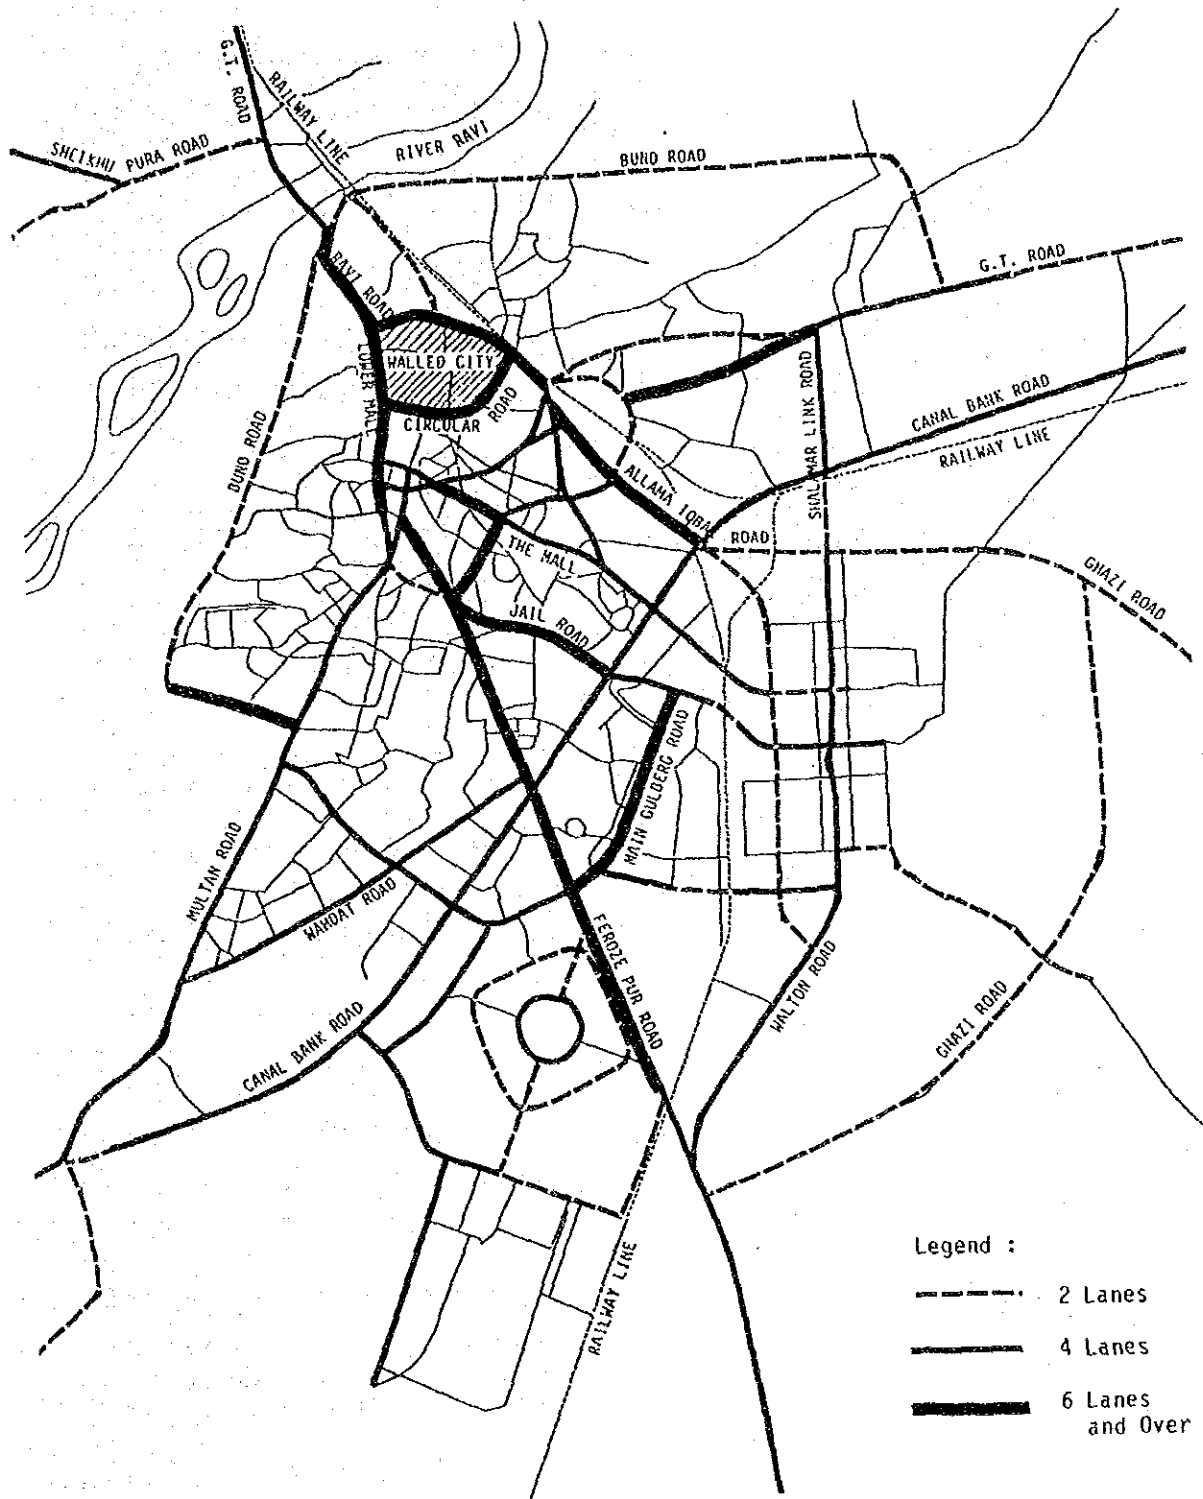 G.T. ROAD
RAILWAY LINE
SHEIKHU PURA ROAD
RIVER RAVI
BUND ROAD
G.T. ROAD
RAVI ROAD
WALLED CITY
LOWER MALL
CIRCULAR ROAD
SHALAMAR LINK ROAD
CANAL BANK ROAD
RAILWAY LINE
BUND ROAD
ALLAMA IQBAL ROAD
THE MALL
GHAZI ROAD
JAIL ROAD
MAIN GULBERG ROAD
MULTAN ROAD
WAHDAT ROAD
FEROZE PUR ROAD
WALTON ROAD
GHAZI ROAD
CANAL BANK ROAD
RAILWAY LINE
Legend :
2 Lanes
4 Lanes
6 Lanes
and Over